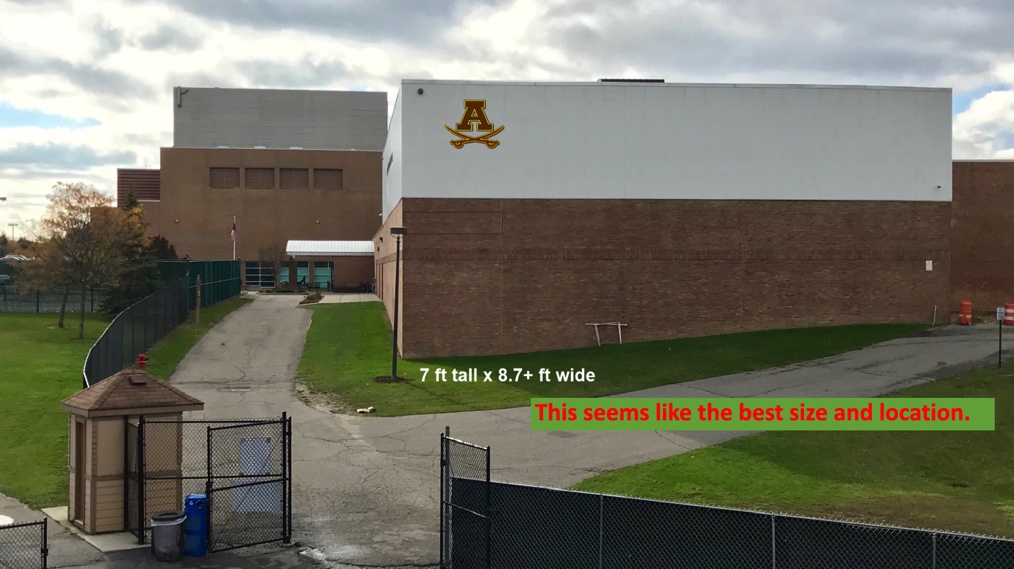 A
7 ft tall x 8.7+ ft wide
This seems like the best size and location.